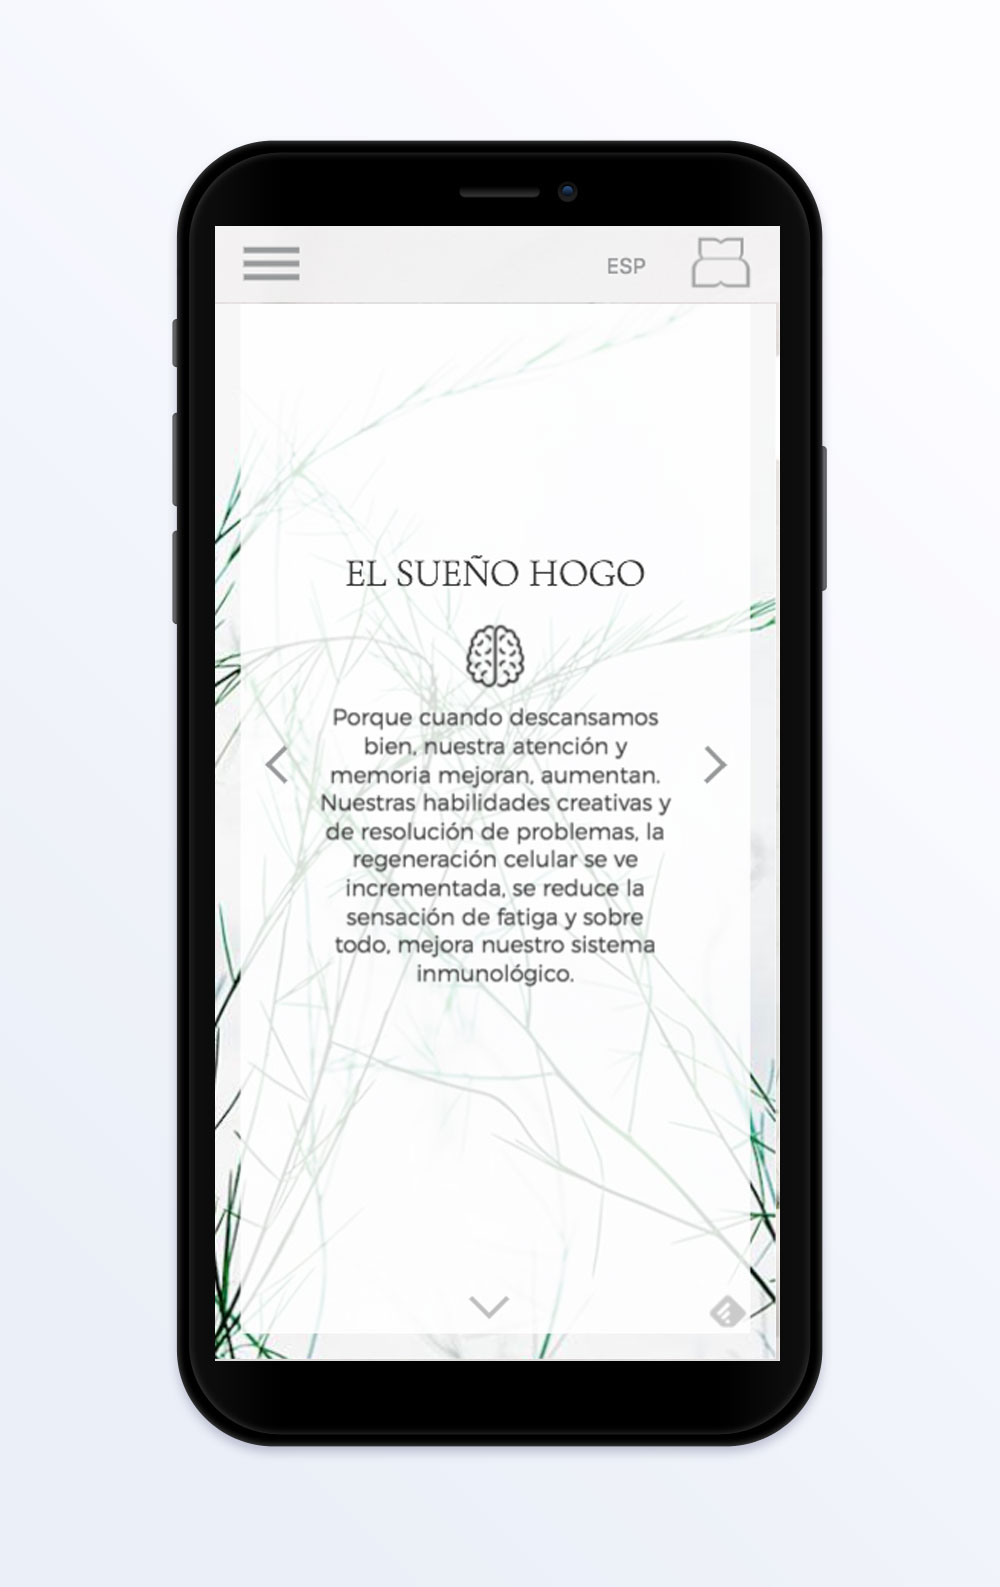 ESP
EL SUEÑO HOGO
Porque cuando descansamos
bien, nuestra atención y
memoria mejoran, aumentan.
Nuestras habilidades creativas y
de resolución de problemas, la
regeneración celular se ve
incrementada, se reduce la
sensación de fatiga y sobre
todo, mejora nuestro sistema
inmunológico.